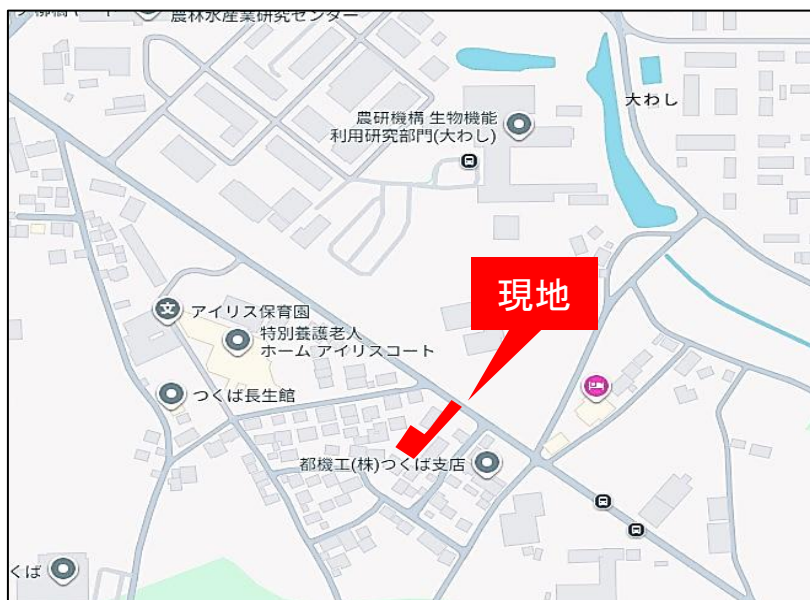 農林水産業研究センター
大わし
農研機構 生物機能
利用研究部門(大わし)
現地
アイリス保育園
特別養護老人
ホーム アイリスコート
つくば長生館
都機工(株)つくば支店
くば